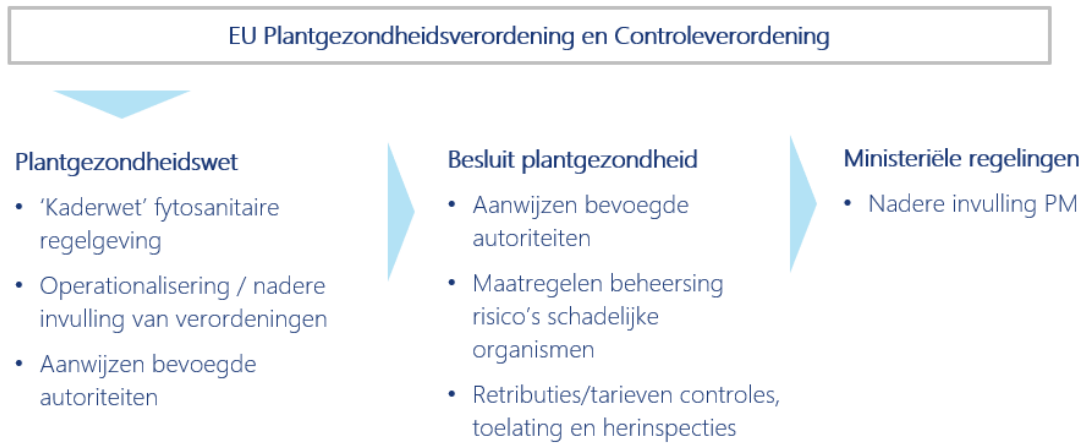 EU Plantgezondheidsverordening en Controleverordening
Plantgezondheidswet
• ‘Kaderwet’ fytosanitaire
regelgeving
• Operationalisering / nadere
invulling van verordeningen
• Aanwijzen bevoegde
autoriteiten
Besluit plantgezondheid
• Aanwijzen bevoegde
autoriteiten
• Maatregelen beheersing
risico’s schadelijke
organismen
• Retributies/tarieven controles,
toelating en herinspecties
Ministeriële regelingen
• Nadere invulling PM